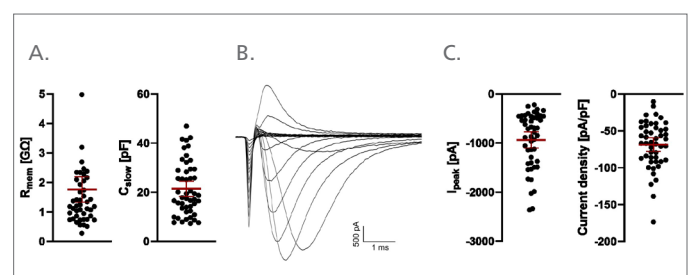 A.
B.
C.
Rmem [GΩ]
5
4
3
2
1
0
Cslow [pF]
60
40
20
0
500 pA
1 ms
Ipeak [pA]
0
-1000
-2000
-3000
Current density [pA/pF]
0
-50
-100
-150
-200